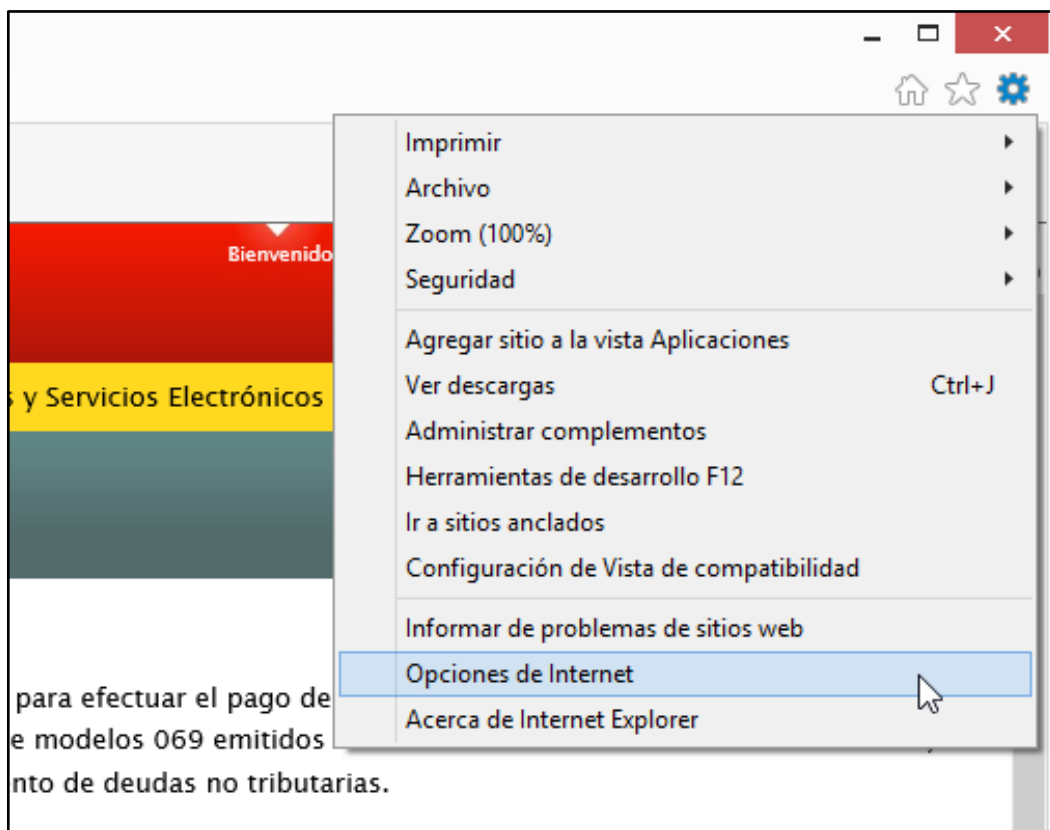 Imprimir
Archivo
Bienvenido
Zoom (100%)
Seguridad
Agregar sitio a la vista Aplicaciones
y Servicios Electrónicos
Ver descargas Ctrl+J
Administrar complementos
Herramientas de desarrollo F12
Ir a sitios anclados
Configuración de Vista de compatibilidad
Informar de problemas de sitios web
Opciones de Internet
Acerca de Internet Explorer
para efectuar el pago de
e modelos 069 emitidos
nto de deudas no tributarias.